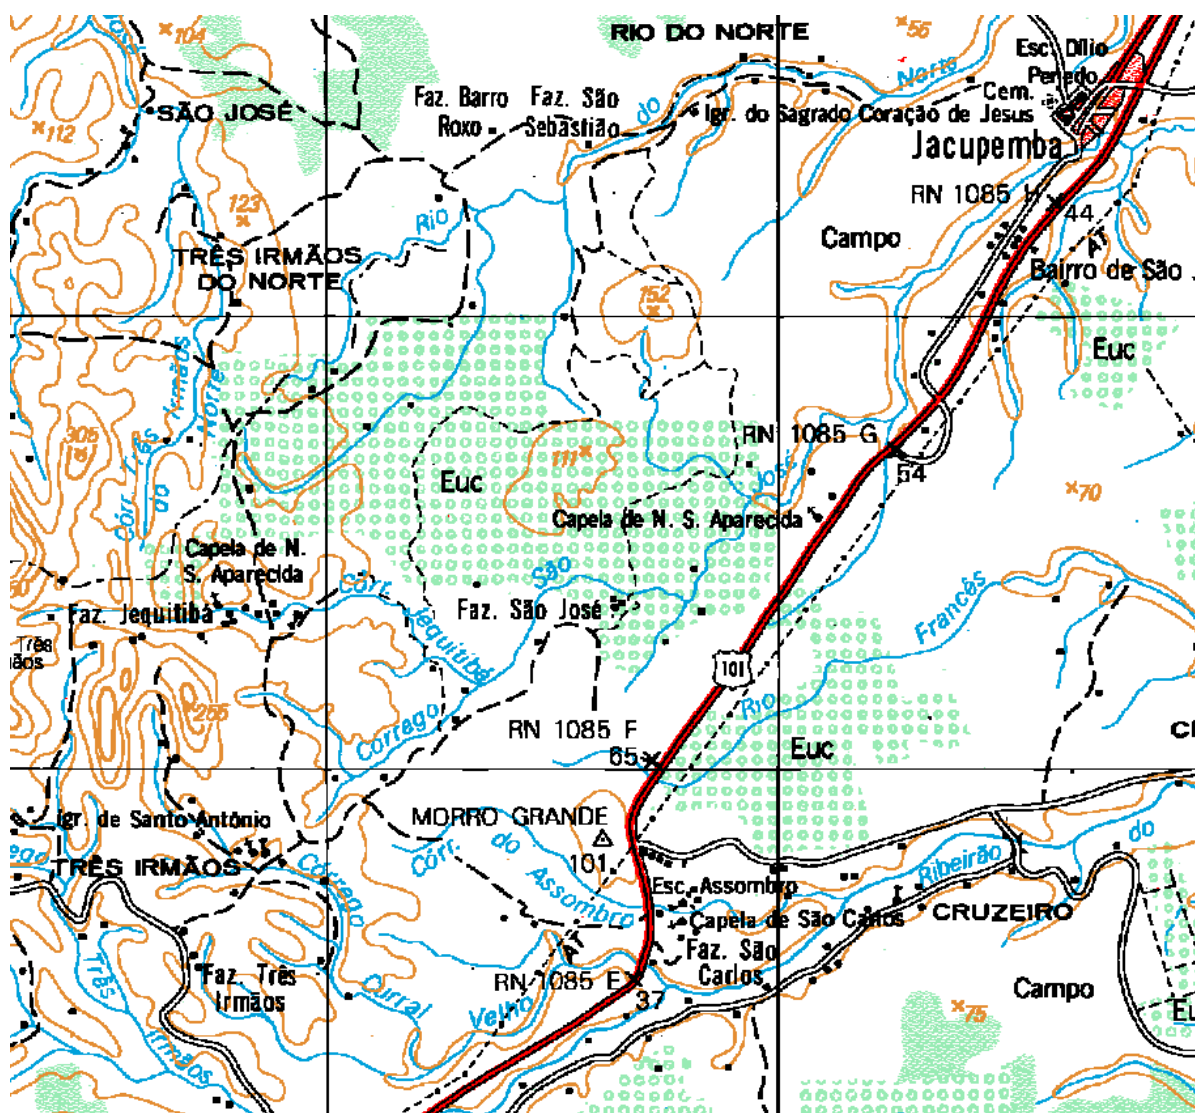 José
104
RIO DO NORTE
56
Esc. Dílio
Penedo
Norte
Cem.
Faz. Barro
Roxo
Faz. São
Sebastião
do
Igr. do Sagrado Coração de Jesus
SÃO JOSÉ
112
Jacupemba
RN 1085 H
44
123
Rio
Campo
AT
TRÊS IRMÃOS
DO NORTE
Bairro de São
152
Euc
Córr. Três Irmãos
do Norte
305
RN 1085 G
54
111
José
Euc
70
Capela de N. S. Aparecida
Capela de N.
S. Aparecida
São
Francês
Córr. Jequitibá
Faz. Jequitibá
Faz. São José
Três
101
255
Rio
Córrego
RN 1085 F
65
Euc
MORRO GRANDE
101
Igr. de Santo Antônio
Córr. do Assombro
do
Ribeirão
TRÊS IRMÃOS
Esc. Assombro
Capela de São Carlos
CRUZEIRO
Córrego
Faz. São
Carlos
AT
Faz. Três
Irmãos
RN 1085 E
37
Campo
Três
Irmãos
Curral
Velho
75